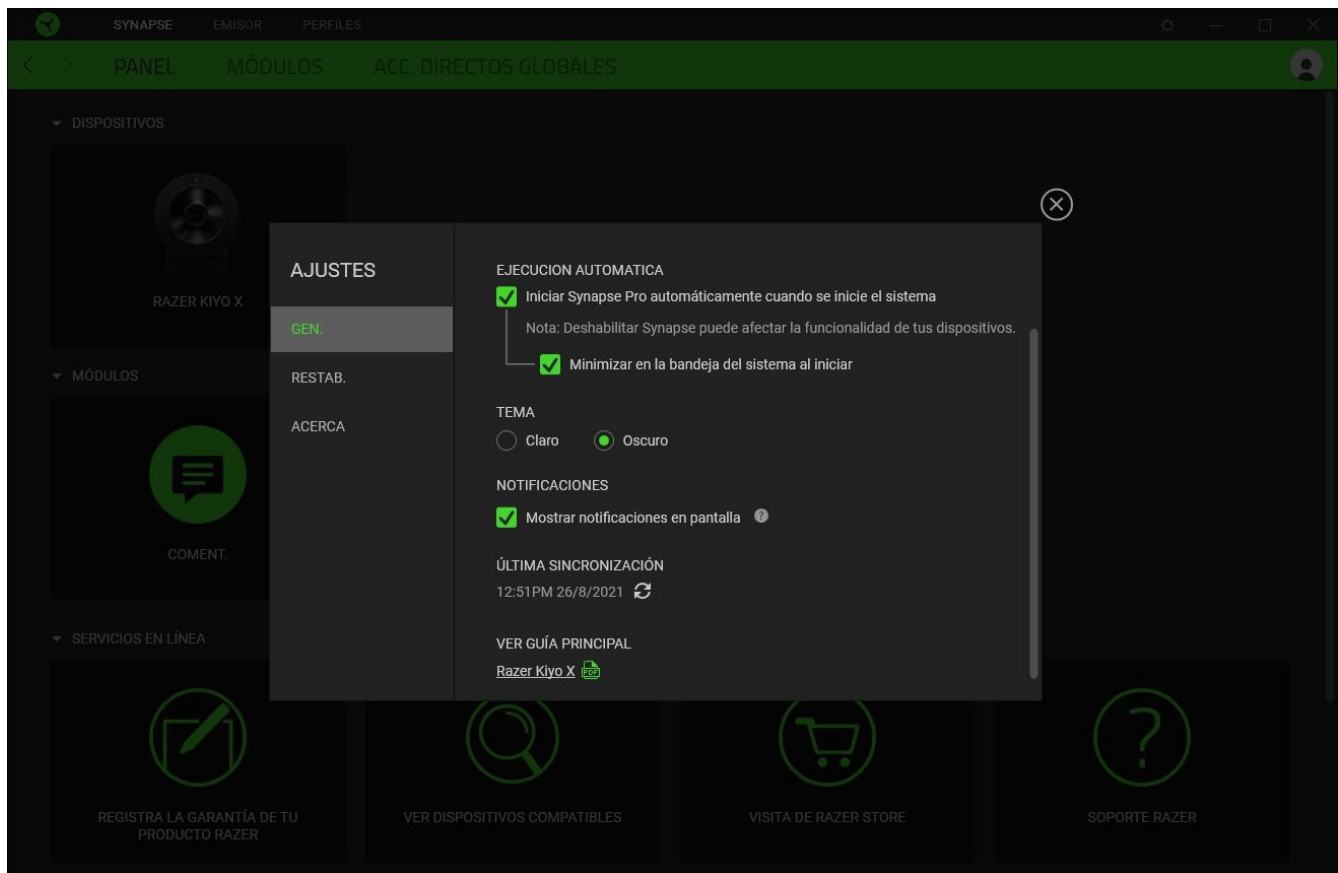 SYNAPSE EMISOR PERFILES
PANEL MÓDULOS ACC. DIRECTOS GLOBALES
DISPOSITIVOS
RAZER KIYO X
MÓDULOS
COMENT.
SERVICIOS EN LÍNEA
REGISTRA LA GARANTÍA DE TU
PRODUCTO RAZER
VER DISPOSITIVOS COMPATIBLES
VISITA DE RAZER STORE
SOPORTE RAZER
AJUSTES
GEN.
RESTAB.
ACERCA
EJECUCION AUTOMATICA
Iniciar Synapse Pro automáticamente cuando se inicie el sistema
Nota: Deshabilitar Synapse puede afectar la funcionalidad de tus dispositivos.
Minimizar en la bandeja del sistema al iniciar
TEMA
Claro Oscuro
NOTIFICACIONES
Mostrar notificaciones en pantalla ?
ÚLTIMA SINCRONIZACIÓN
12:51PM 26/8/2021
VER GUÍA PRINCIPAL
Razer Kiyo X PDF